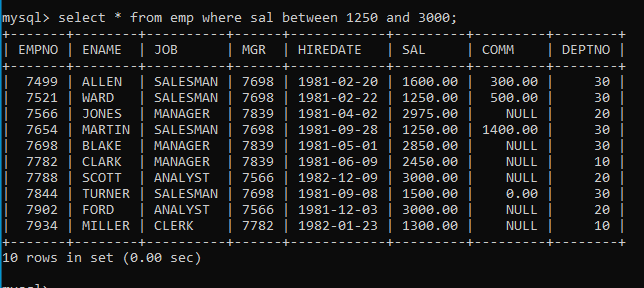 mysql> select * from emp where sal between 1250 and 3000;
+-------+--------+----------+------+------------+---------+---------+--------+
| EMPNO | ENAME  | JOB      | MGR  | HIREDATE   | SAL     | COMM    | DEPTNO |
+-------+--------+----------+------+------------+---------+---------+--------+
|  7499 | ALLEN  | SALESMAN | 7698 | 1981-02-20 | 1600.00 |  300.00 |     30 |
|  7521 | WARD   | SALESMAN | 7698 | 1981-02-22 | 1250.00 |  500.00 |     30 |
|  7566 | JONES  | MANAGER  | 7839 | 1981-04-02 | 2975.00 |    NULL |     20 |
|  7654 | MARTIN | SALESMAN | 7698 | 1981-09-28 | 1250.00 | 1400.00 |     30 |
|  7698 | BLAKE  | MANAGER  | 7839 | 1981-05-01 | 2850.00 |    NULL |     30 |
|  7782 | CLARK  | MANAGER  | 7839 | 1981-06-09 | 2450.00 |    NULL |     10 |
|  7788 | SCOTT  | ANALYST  | 7566 | 1982-12-09 | 3000.00 |    NULL |     20 |
|  7844 | TURNER | SALESMAN | 7698 | 1981-09-08 | 1500.00 |    0.00 |     30 |
|  7902 | FORD   | ANALYST  | 7566 | 1981-12-03 | 3000.00 |    NULL |     20 |
|  7934 | MILLER | CLERK    | 7782 | 1982-01-23 | 1300.00 |    NULL |     10 |
+-------+--------+----------+------+------------+---------+---------+--------+
10 rows in set (0.00 sec)
mysql>